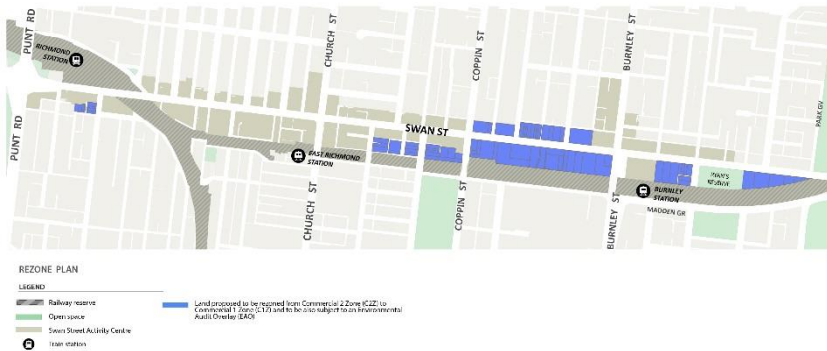 PUNT RD
RICHMOND
STATION
CHURCH ST
COPPIN ST
BURNLEY ST
PARK GV
SWAN ST
PUNT RD
EAST RICHMOND
STATION
RYAN'S
RESERVE
BURNLEY
STATION
MADDEN GR
CHURCH ST
COPPIN ST
BURNLEY ST
REZONE PLAN
LEGEND
Railway reserve
Open space
Swan Street Activity Centre
Train station
Land proposed to be rezoned from Commercial 2 Zone (C2Z) to
Commercial 1 Zone (C1Z) and to be also subject to an Environmental
Audit Overlay (EAO)